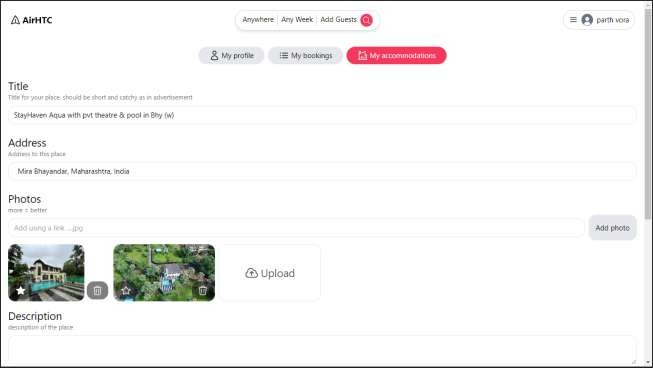 AirHTC
Anywhere Any Week Add Guests
parth vora
My profile My bookings My accommodations
Title
Title for your place. should be short and catchy as in advertisement
StayHaven Aqua with pvt theatre & pool in Bhy (w)
Address
Address to this place
Mira Bhayandar, Maharashtra, India
Photos
more = better
Add using a link.....jpg
Add photo
Upload
Description
description of the place